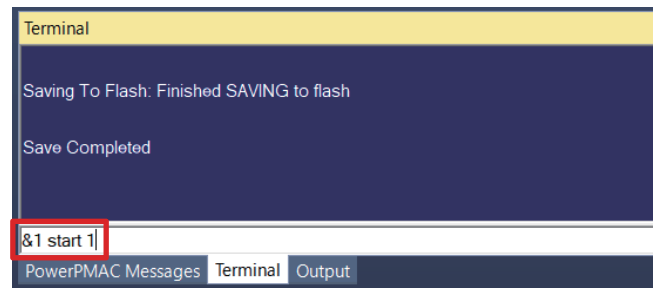 Terminal
Saving To Flash: Finished SAVING to flash
Save Completed
&1 start 1
PowerPMAC Messages Terminal Output